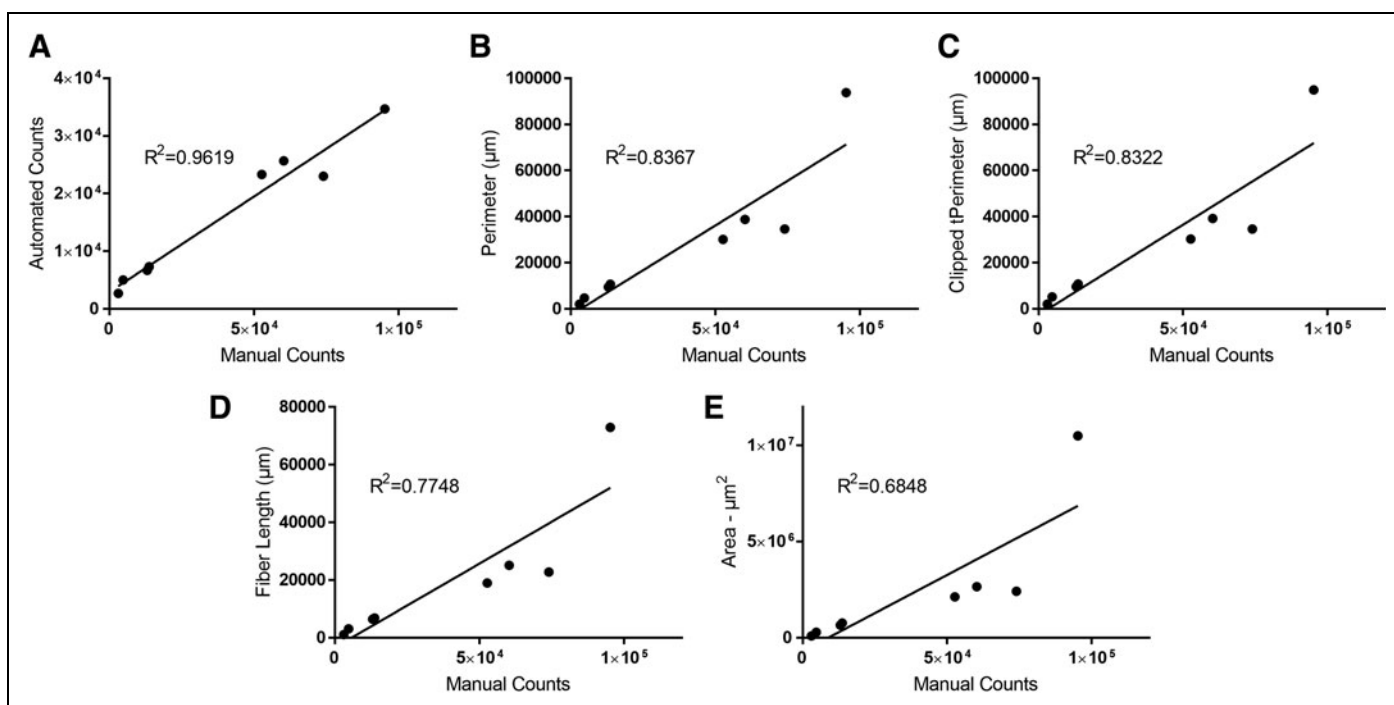 A
B
C
4×10⁴
3×10⁴
2×10⁴
1×10⁴
0
Automated Counts
R²=0.9619
0
5×10⁴
1×10⁵
Manual Counts
100000
80000
60000
40000
20000
0
Perimeter (µm)
R²=0.8367
0
5×10⁴
1×10⁵
Manual Counts
100000
80000
60000
40000
20000
0
Clipped tPerimeter (µm)
R²=0.8322
0
5×10⁴
1×10⁵
Manual Counts
D
E
80000
60000
40000
20000
0
Fiber Length (µm)
R²=0.7748
0
5×10⁴
1×10⁵
Manual Counts
1×10⁷
5×10⁶
0
Area - µm²
R²=0.6848
0
5×10⁴
1×10⁵
Manual Counts